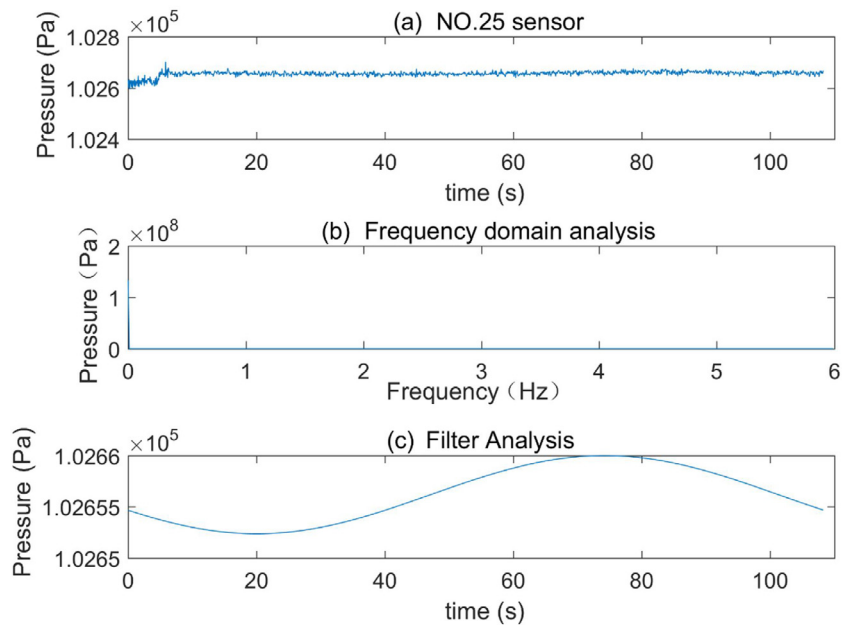 (a) NO.25 sensor
×10⁵
Pressure (Pa)
1.028
1.026
1.024
0 20 40 60 80 100
time (s)
(b) Frequency domain analysis
×10⁸
Pressure（Pa）
2
1
0
0 1 2 3 4 5 6
Frequency（Hz）
(c) Filter Analysis
×10⁵
Pressure (Pa)
1.0266
1.02655
1.0265
0 20 40 60 80 100
time (s)